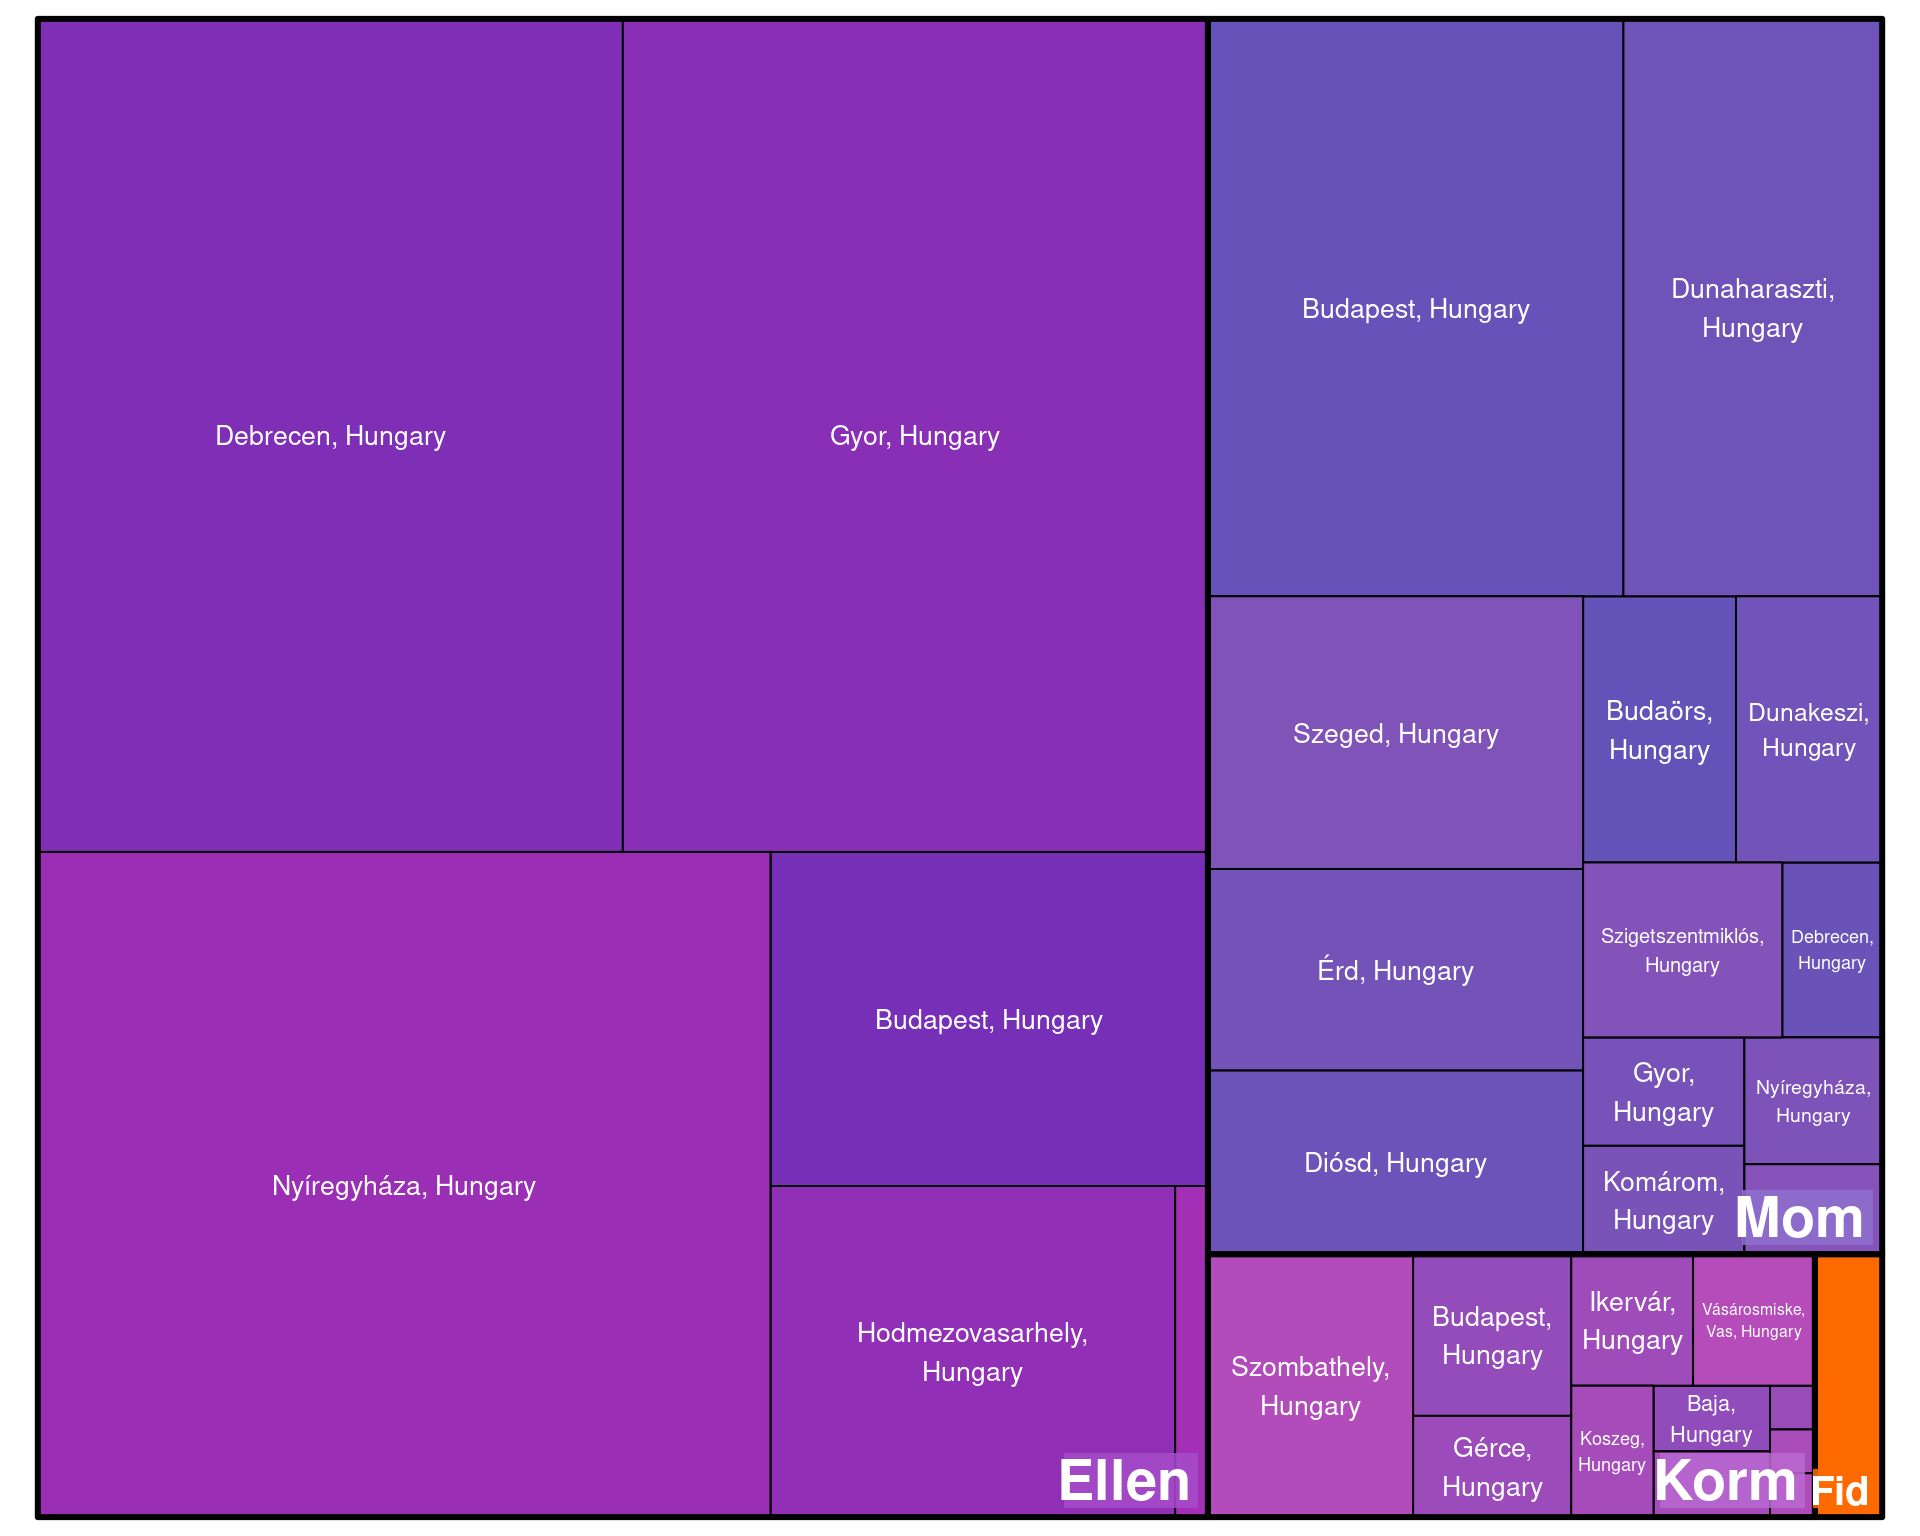 Debrecen, Hungary
Gyor, Hungary
Nyíregyháza, Hungary
Budapest, Hungary
Hodmezovasarhely,
Hungary
Ellen
Budapest, Hungary
Dunaharaszti,
Hungary
Szeged, Hungary
Budaörs,
Hungary
Dunakeszi,
Hungary
Érd, Hungary
Szigetszentmiklós,
Hungary
Debrecen,
Hungary
Diósd, Hungary
Gyor,
Hungary
Nyíregyháza,
Hungary
Komárom,
Hungary
Mom
Szombathely,
Hungary
Budapest,
Hungary
Gérce,
Hungary
Ikervár,
Hungary
Vásárosmiske,
Vas, Hungary
Koszeg,
Hungary
Baja,
Hungary
Korm
Fid